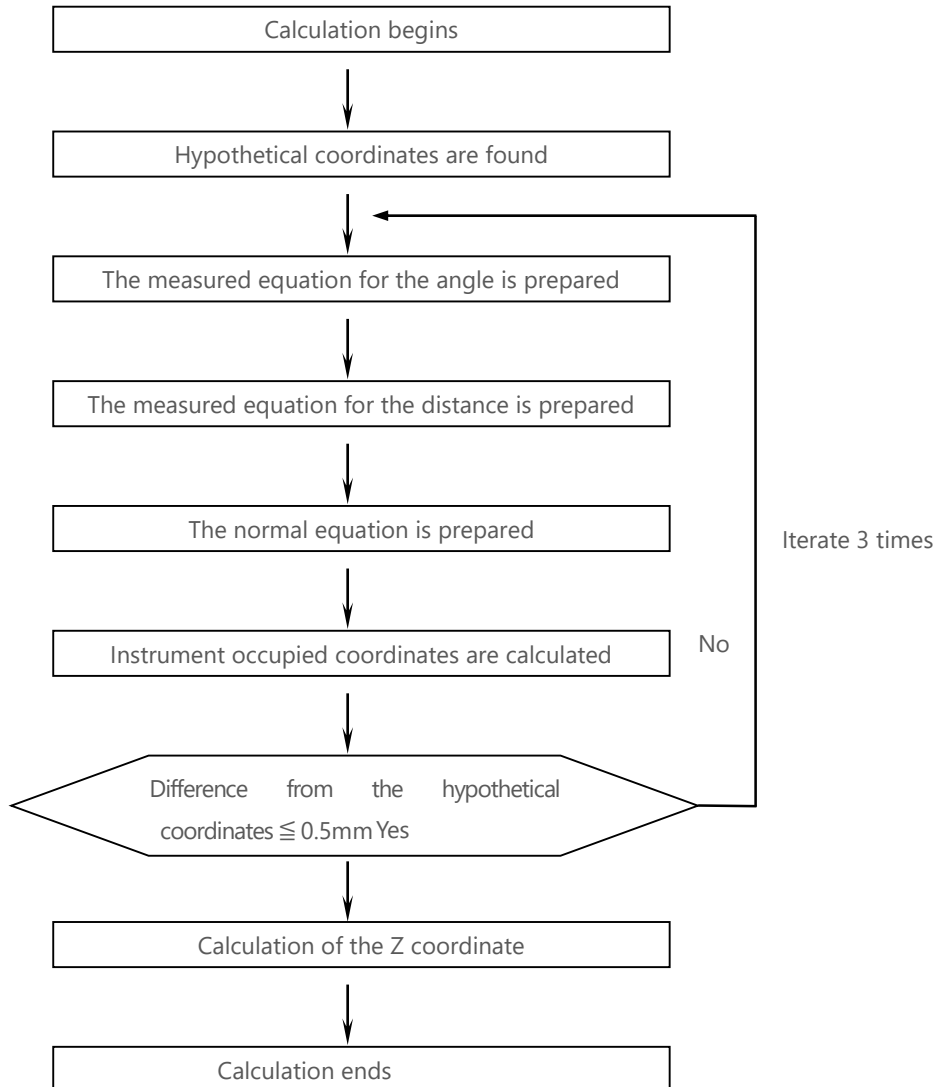 Calculation begins
Hypothetical coordinates are found
The measured equation for the angle is prepared
The measured equation for the distance is prepared
The normal equation is prepared
Iterate 3 times
Instrument occupied coordinates are calculated
No
Difference from the hypothetical
coordinates ≦ 0.5mm Yes
Calculation of the Z coordinate
Calculation ends